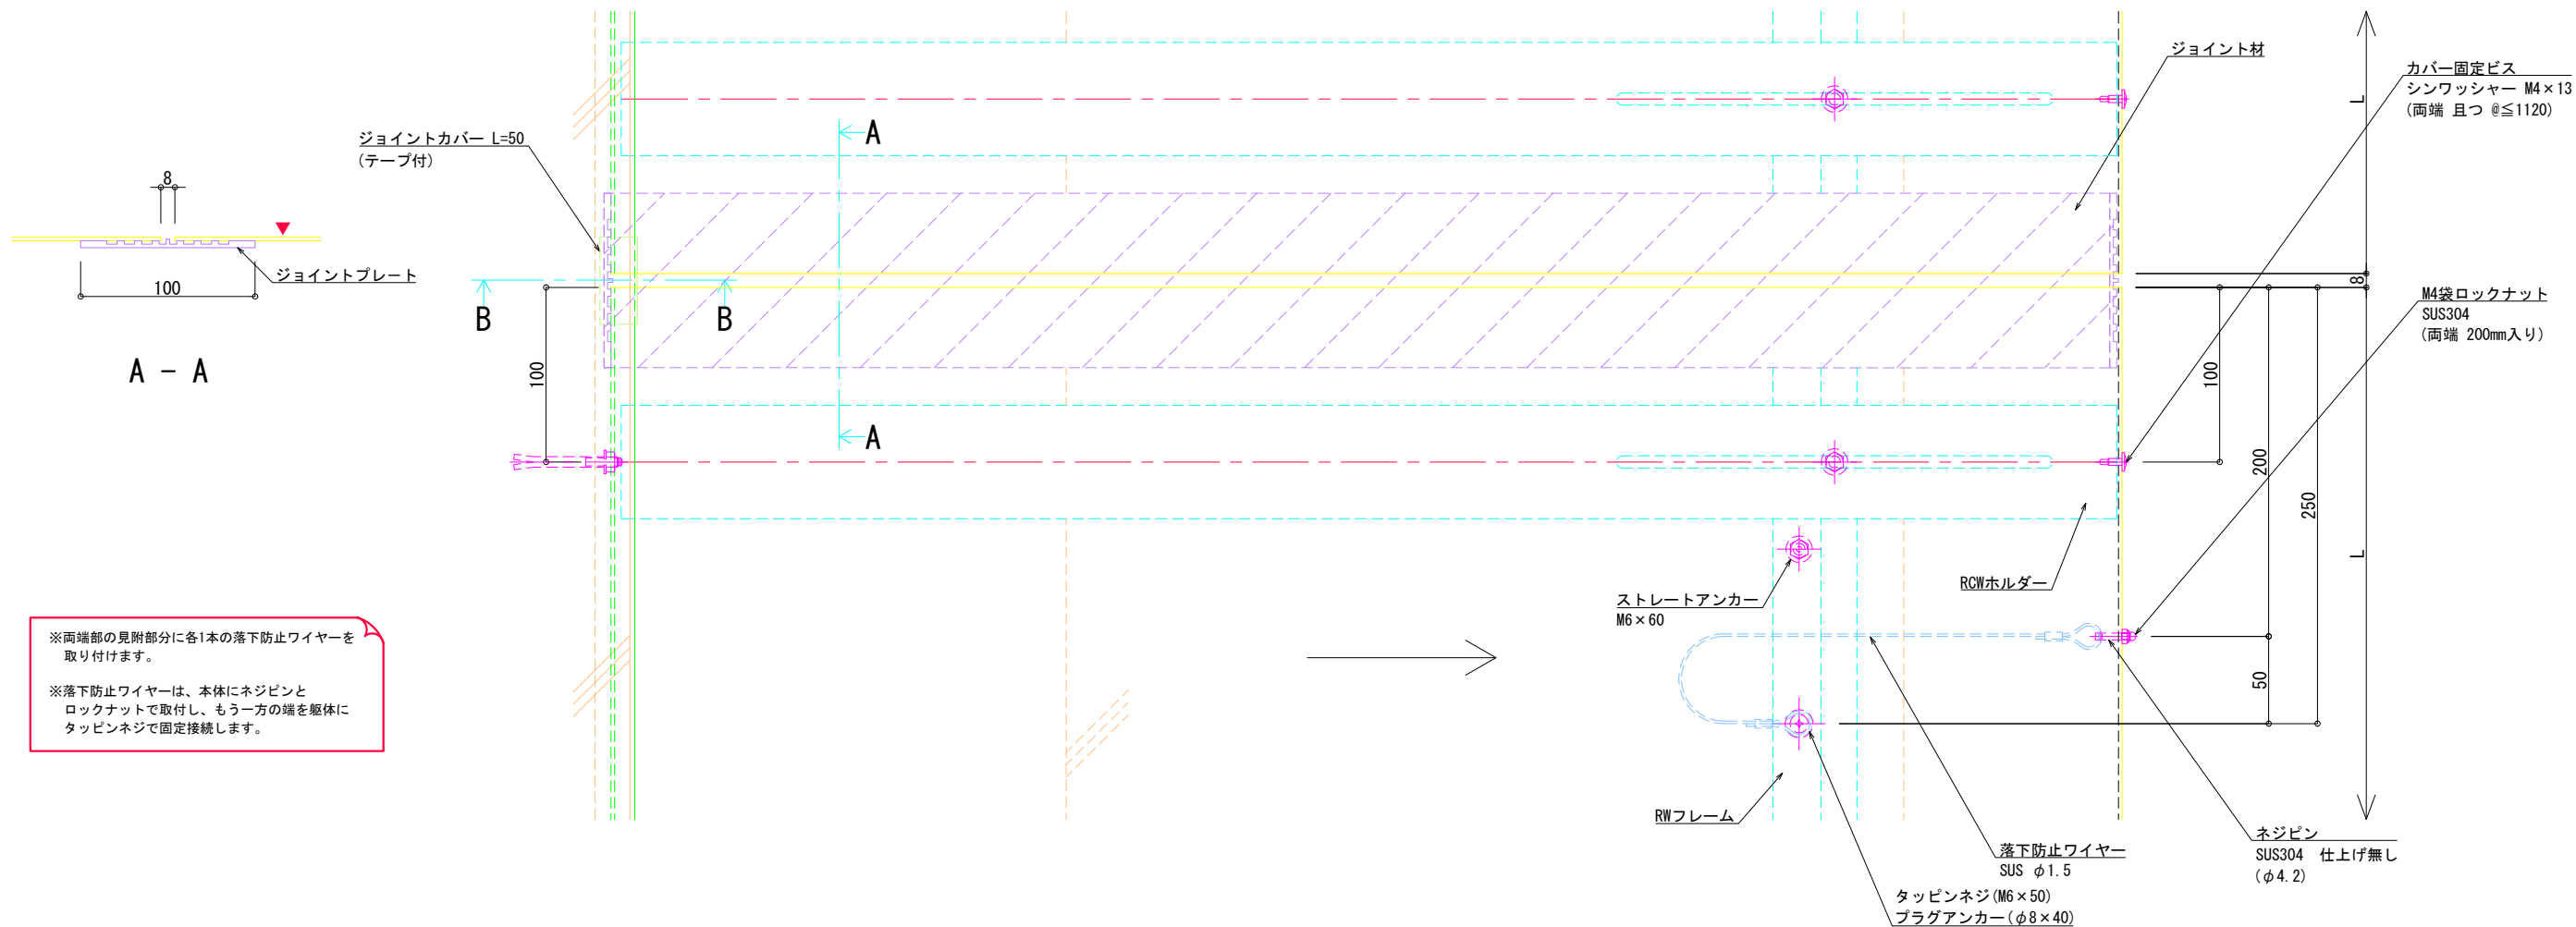 ジョイント材
カバー固定ビス
シンワッシャー M4×13
(両端 且つ @≦1120)
ジョイントカバー L=50
(テープ付)
A
L
8
ジョイントプレート
100
A － A
B
B
8
M4袋ロックナット
SUS304
(両端 200mm入り)
100
100
A
200
250
L
ストレートアンカー
M6×60
RCWホルダー
※両端部の見附部分に各1本の落下防止ワイヤーを
取り付けます。
※落下防止ワイヤーは、本体にネジピンと
ロックナットで取付し、もう一方の端を躯体に
タッピンネジで固定接続します。
50
RWフレーム
落下防止ワイヤー
SUS φ1.5
ネジピン
SUS304 仕上げ無し
(φ4.2)
タッピンネジ(M6×50)
プラグアンカー(φ8×40)